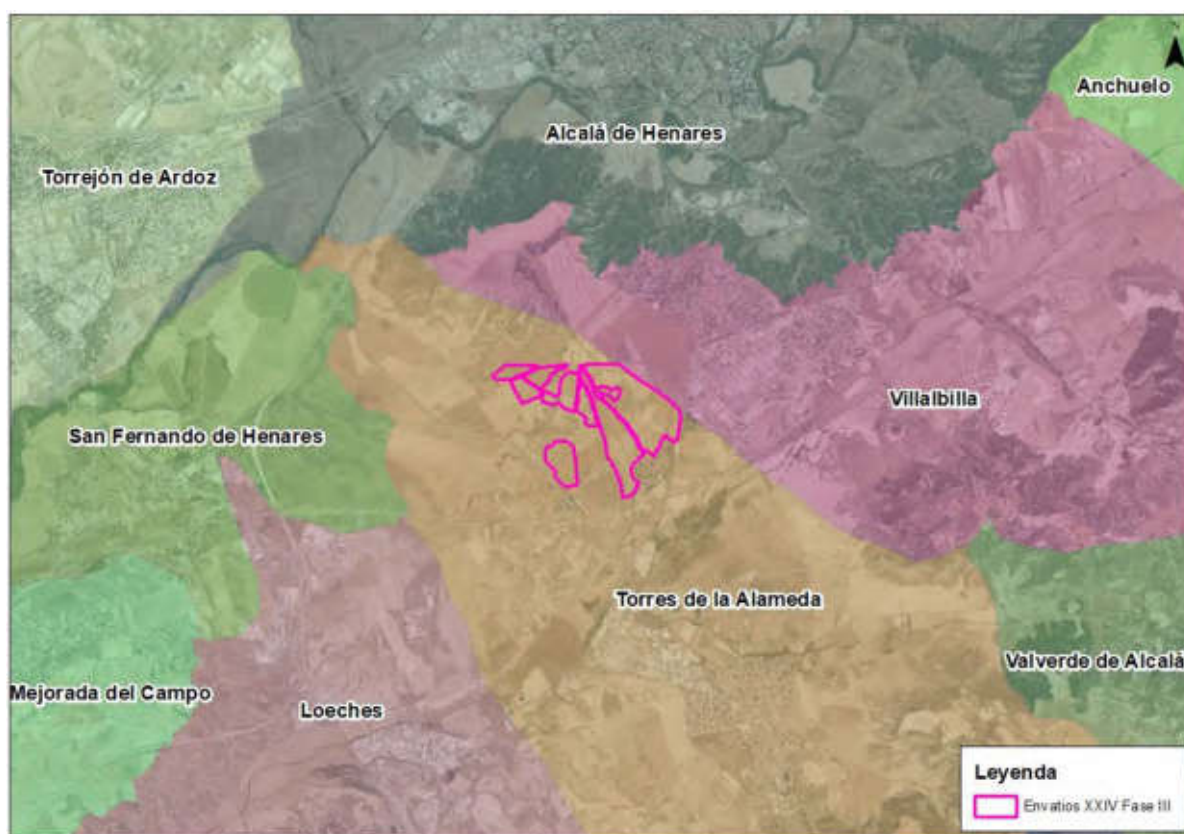 Anchuelo
Alcalá de Henares
Torrejón de Ardoz
Villalbilla
San Fernando de Henares
Torres de la Alameda
Valverde de Alcalá
Mejorada del Campo
Loeches
Leyenda
Envatios XXIV Fase III